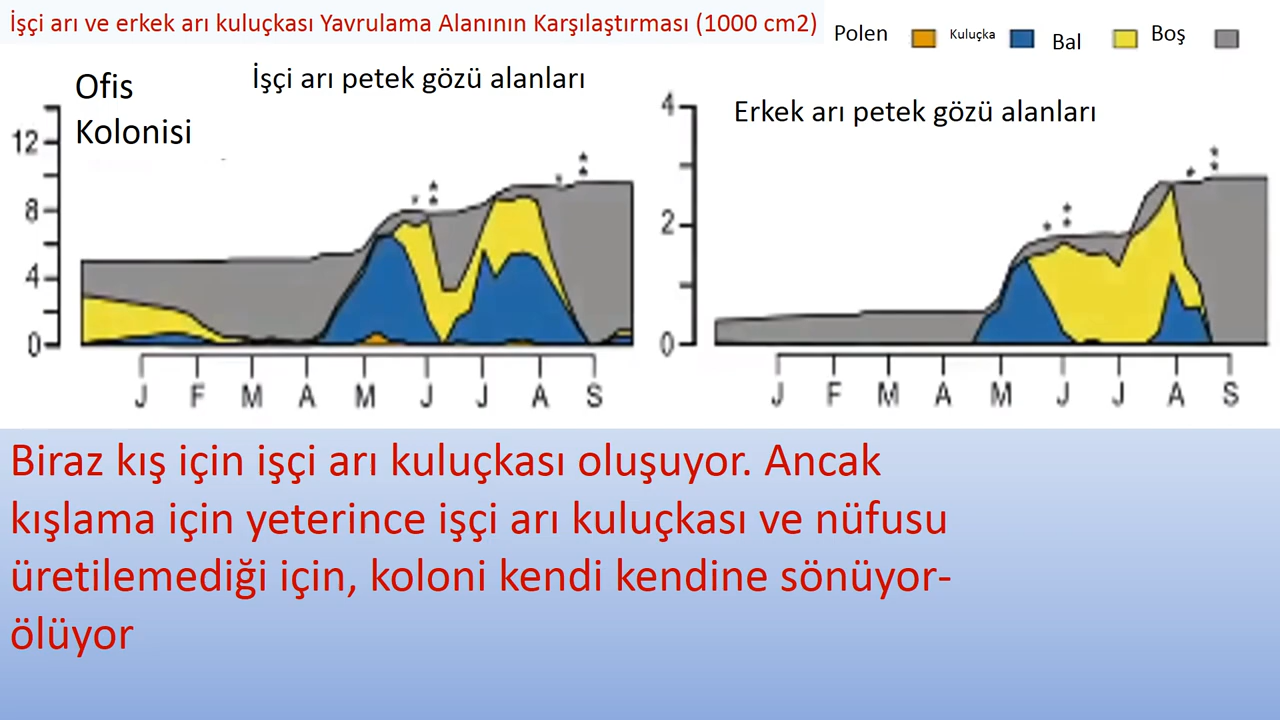 İşçi arı ve erkek arı kuluçkası Yavrulama Alanının Karşılaştırması (1000 cm2)
Polen Kuluçka Bal Boş
Ofis
Kolonisi
İşçi arı petek gözü alanları
12
8
4
0
J F M A M J J A S
Erkek arı petek gözü alanları
4
2
0
J F M A M J J A S
Biraz kış için işçi arı kuluçkası oluşuyor. Ancak
kışlama için yeterince işçi arı kuluçkası ve nüfusu
üretilemediği için, koloni kendi kendine sönüyor-
ölüyor